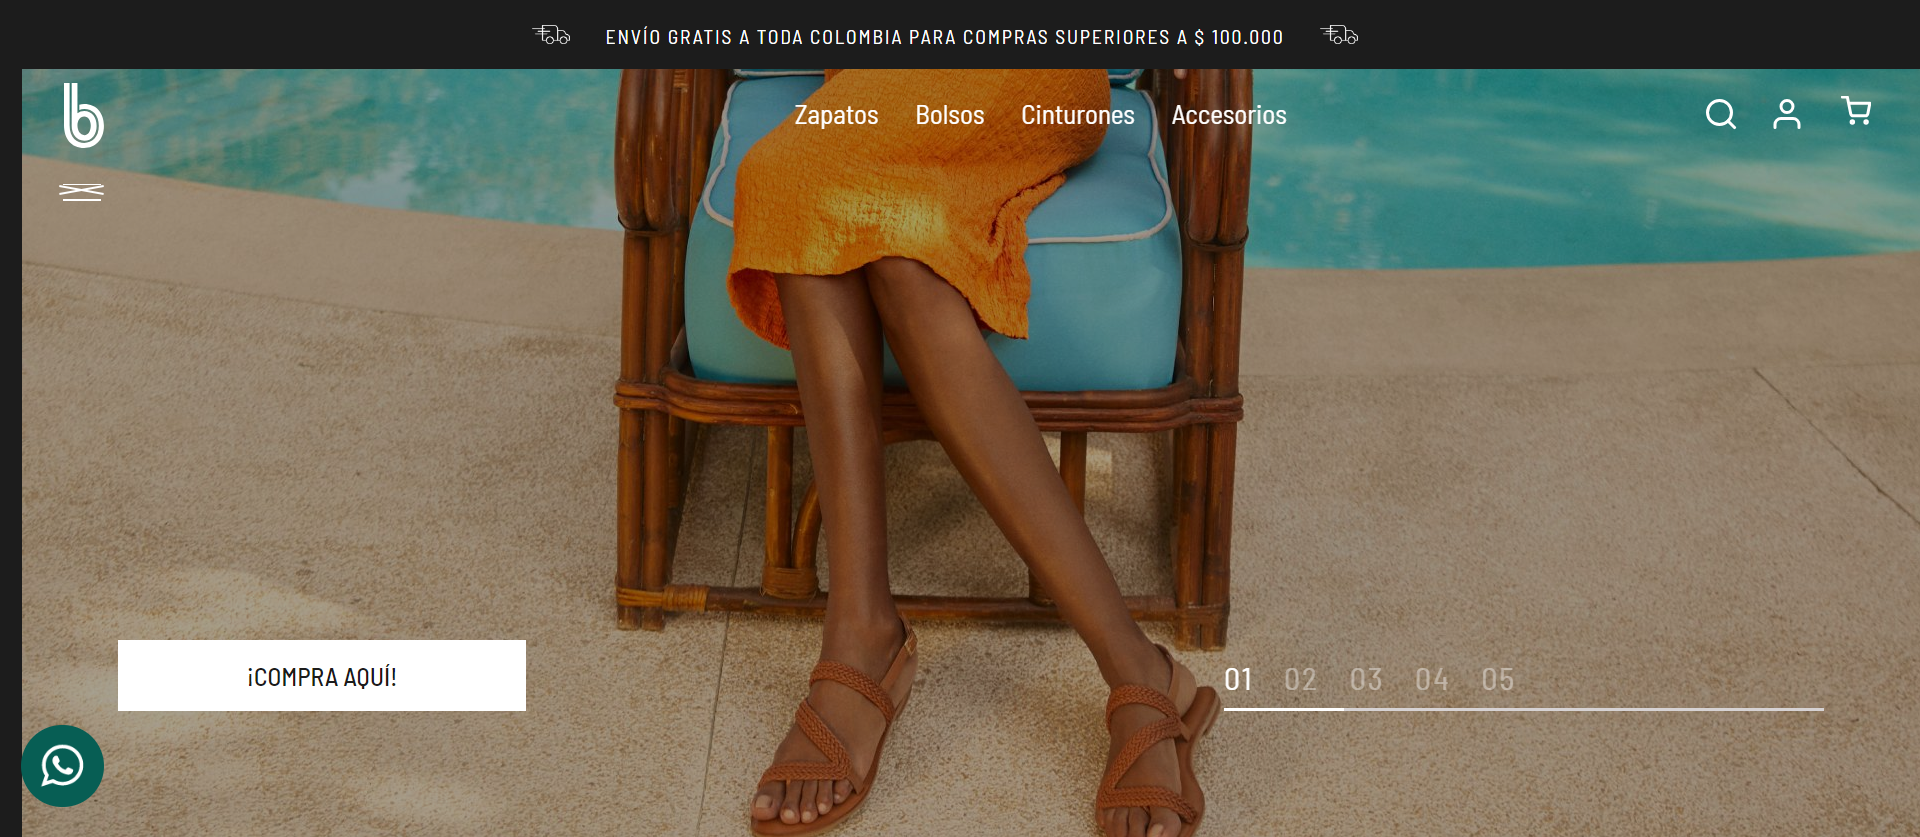 ENVÍO GRATIS A TODA COLOMBIA PARA COMPRAS SUPERIORES A $ 100.000
b
Zapatos Bolsos Cinturones Accesorios
¡COMPRA AQUÍ!
01 02 03 04 05